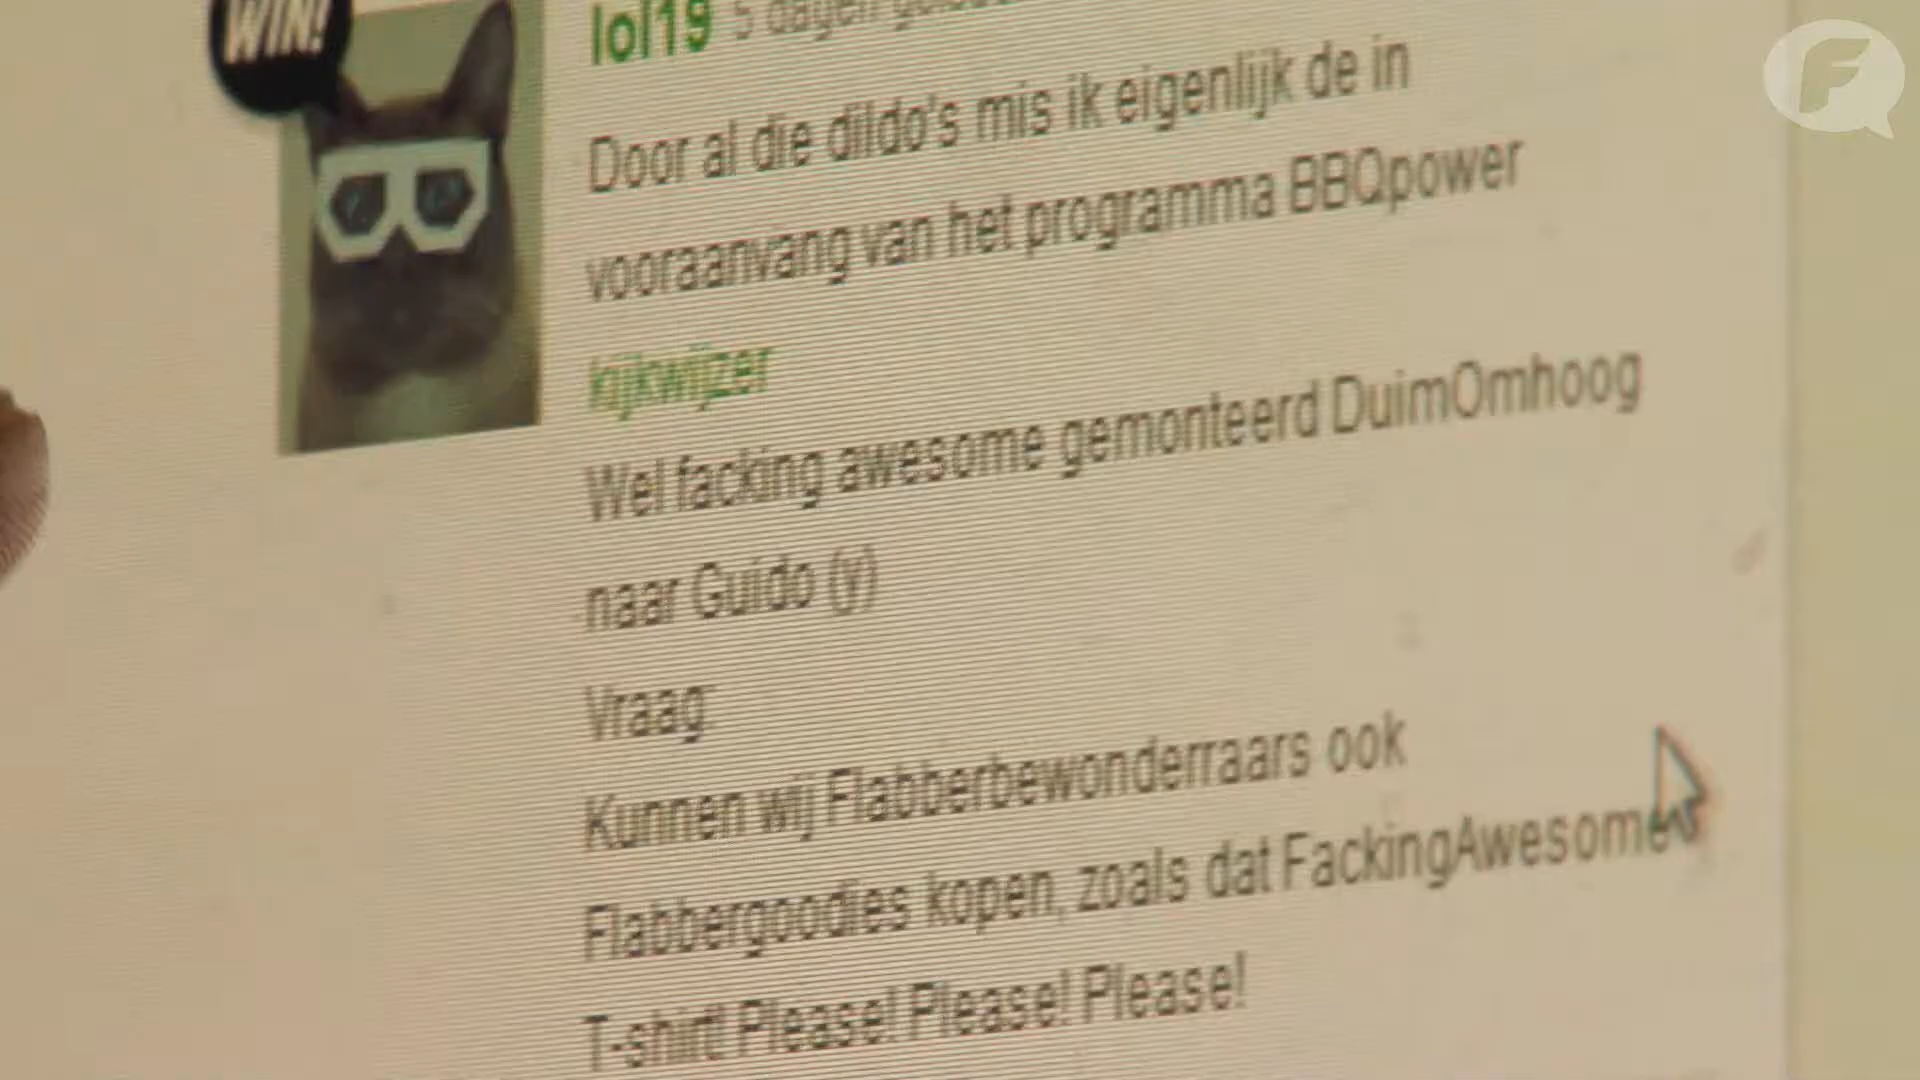 WIN!
lol19 5 dagen
Door al die dildo's mis ik eigenlijk de in
vooraanvang van het programma BBQpower
kijkwijzer
Wel facking awesome gemonteerd DuimOmhoog
naar Guido (y)
Vraag:
Kunnen wij Flabberbewonderraars ook
Flabbergoodies kopen, zoals dat FackingAwesome
T-shirt! Please! Please! Please!
F